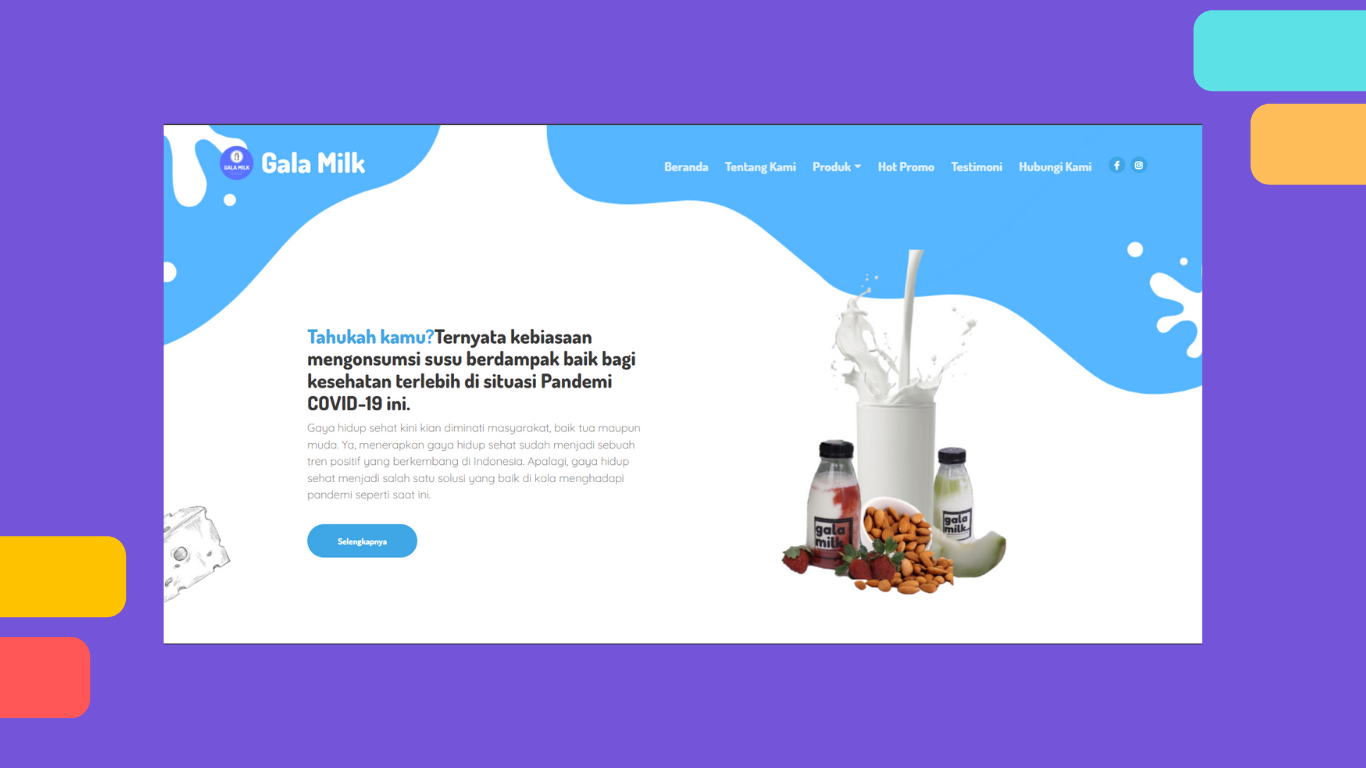 GALA MILK
Gala Milk
Beranda Tentang Kami Produk Hot Promo Testimoni Hubungi Kami
Tahukah kamu?Ternyata kebiasaan
mengonsumsi susu berdampak baik bagi
kesehatan terlebih di situasi Pandemi
COVID-19 ini.
Gaya hidup sehat kini kian diminati masyarakat, baik tua maupun
muda. Ya, menerapkan gaya hidup sehat sudah menjadi sebuah
tren positif yang berkembang di Indonesia. Apalagi, gaya hidup
sehat menjadi salah satu solusi yang baik di kala menghadapi
pandemi seperti saat ini.
Selengkapnya
gala
milk
gala
milk